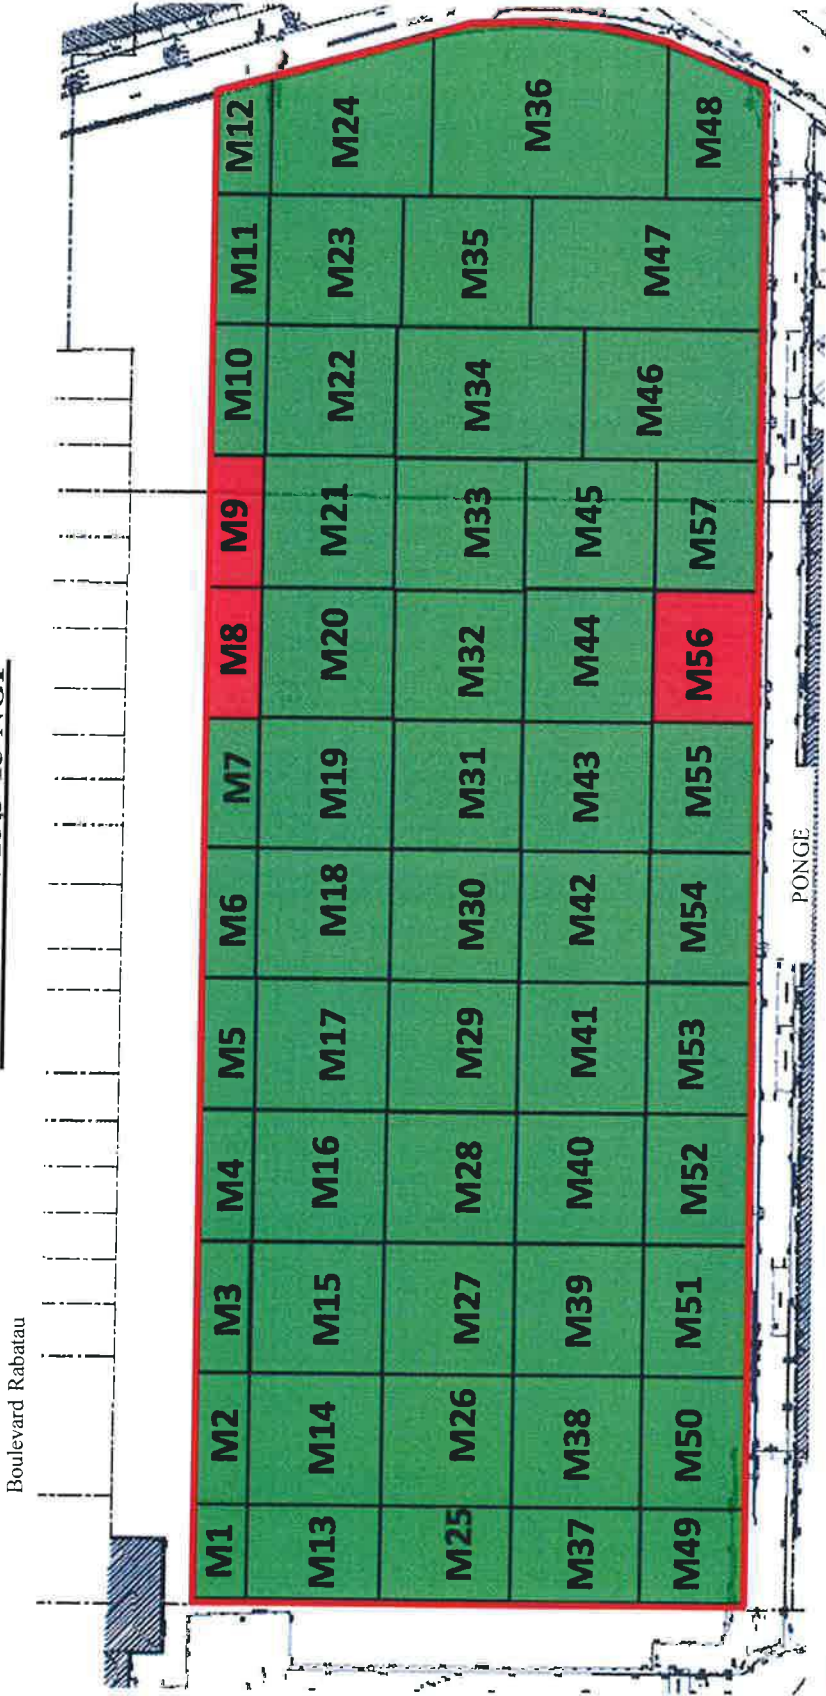 Boulevard Rabatau
M1 M2 M3 M4 M5 M6 M7 M8 M9 M10 M11 M12
M13 M14 M15 M16 M17 M18 M19 M20 M21 M22 M23 M24
M25 M26 M27 M28 M29 M30 M31 M32 M33 M34 M35 M36
M37 M38 M39 M40 M41 M42 M43 M44 M45 M46 M47 M48
M49 M50 M51 M52 M53 M54 M55 M56 M57
PONGE